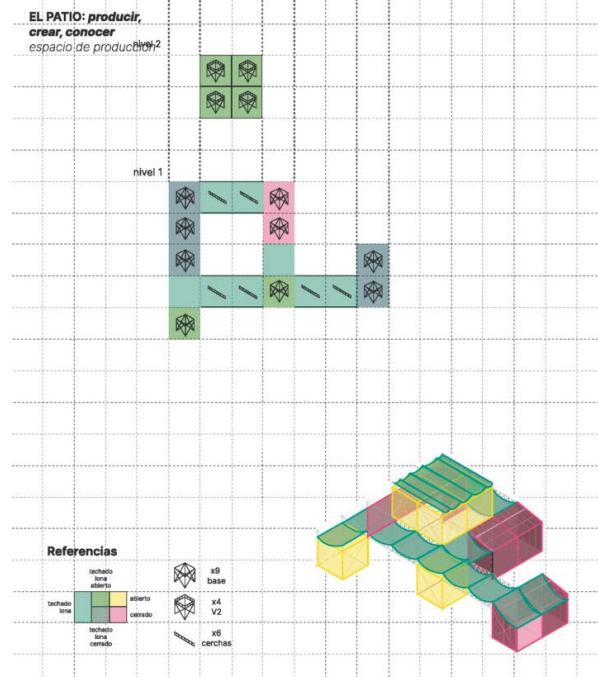 EL PATIO: producir,
crear, conocer
espacio de producción
nivel 2
nivel 1
Referencias
techado
lona
abierto
techado
lona
abierto
cerrado
techado
lona
cerrado
x9
base
x4
V2
x6
cerchas